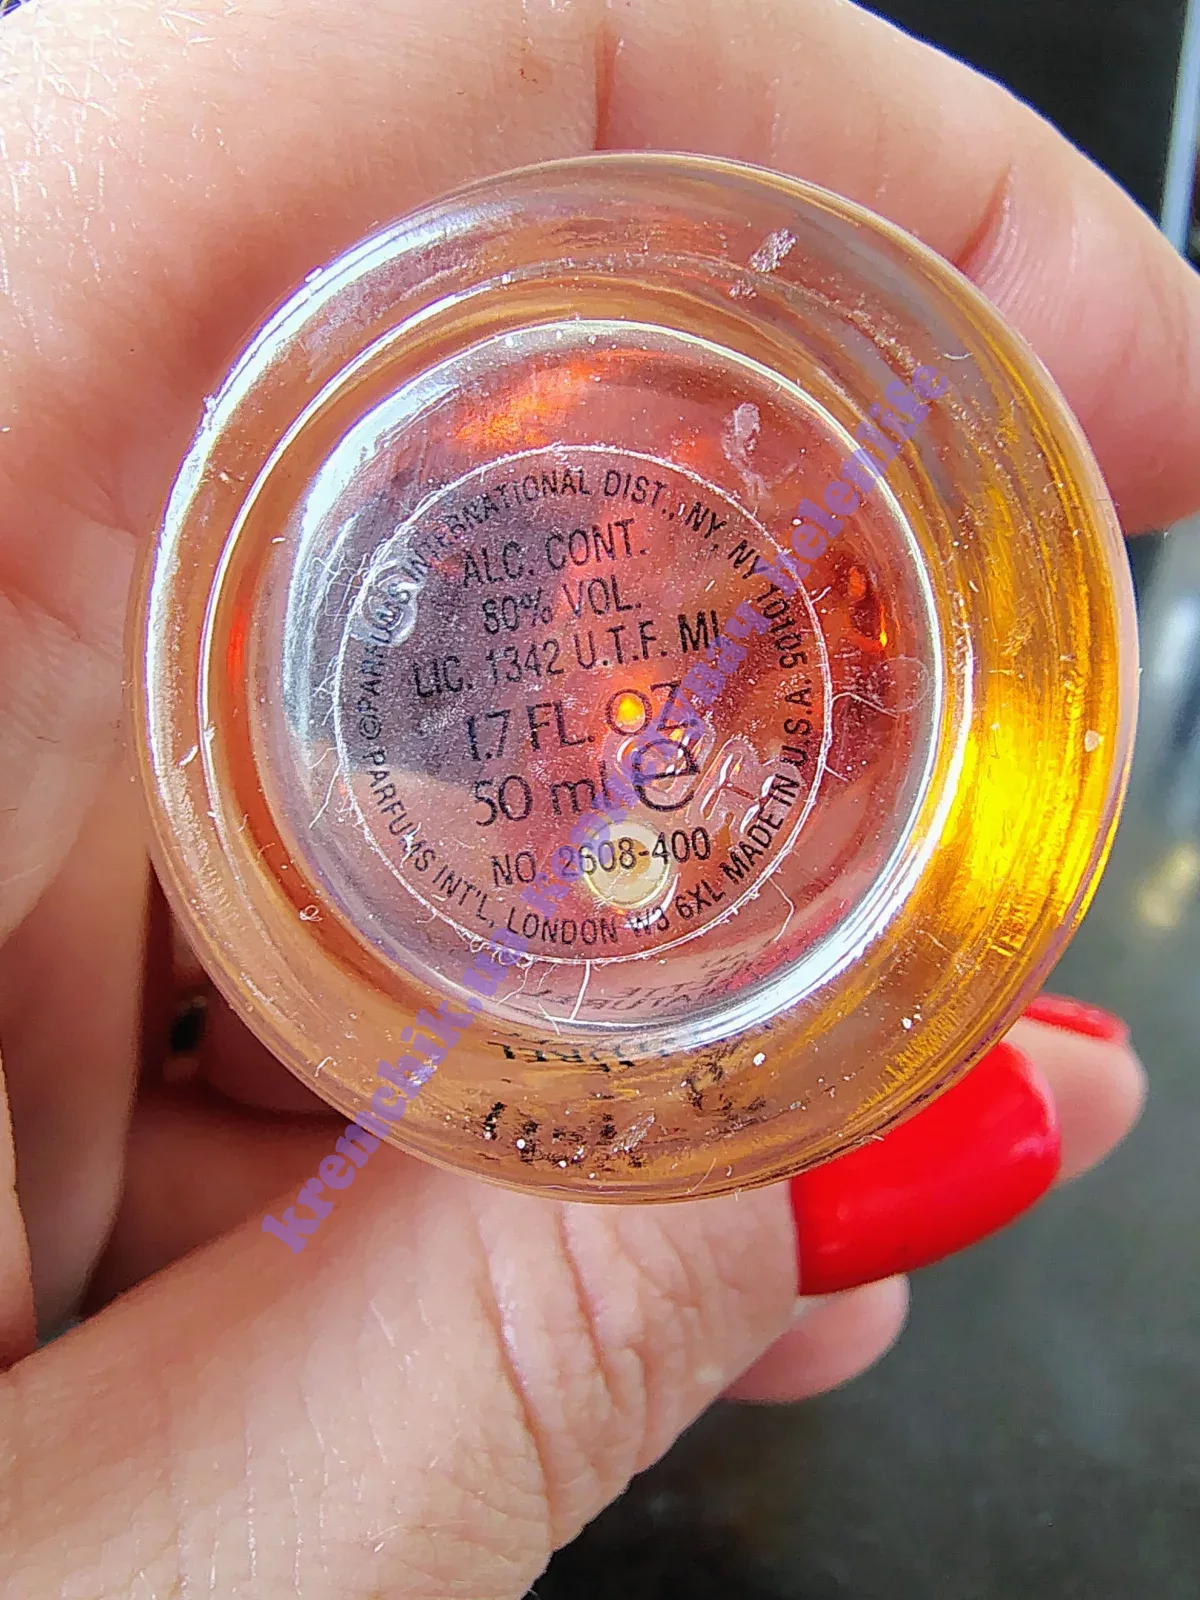 ©PARFUMS INTERNATIONAL DIST., NY, NY 10105
ALC. CONT.
80% VOL.
LIC. 1342 U.T.F. MI.
1.7 FL. OZ
50 ml e
NO. 2608-400
PARFUMS INT'L, LONDON W3 6XL MADE IN U.S.A.